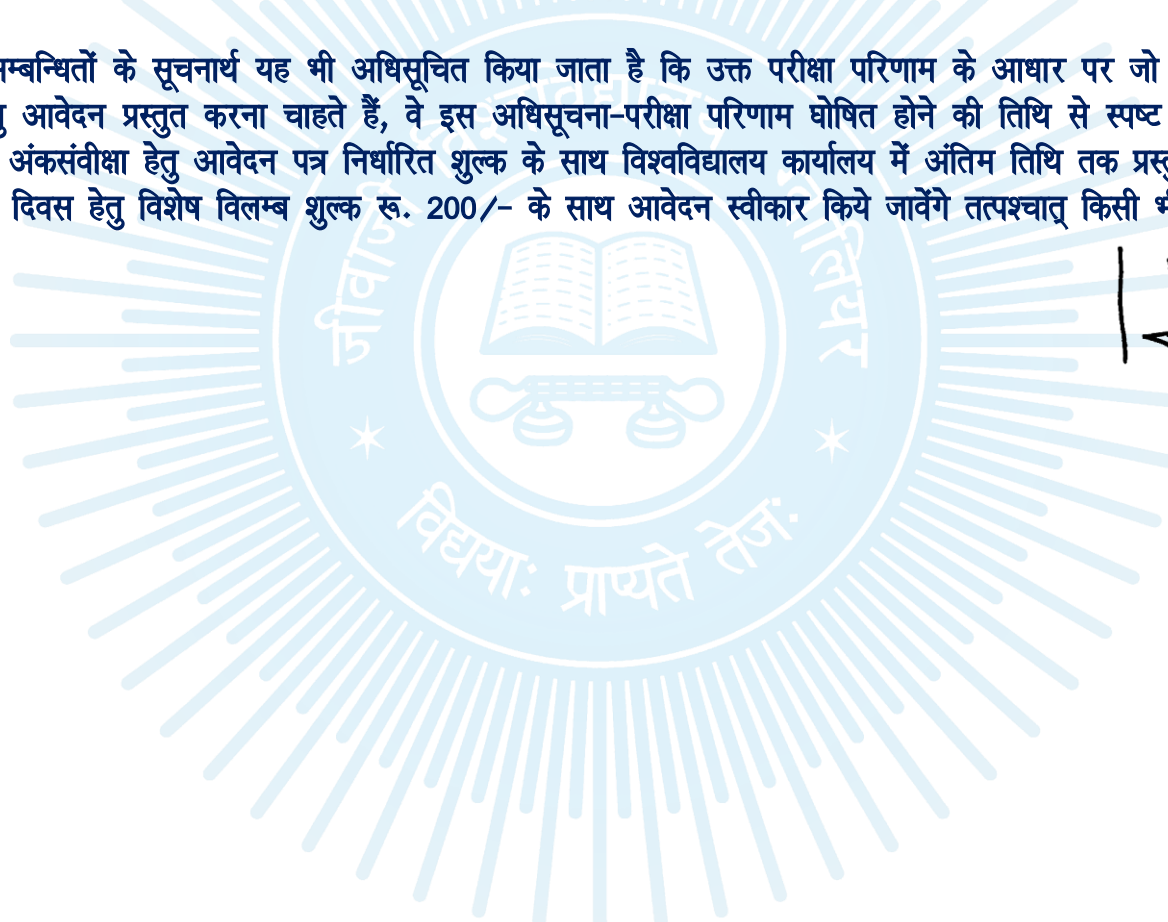 म्बन्धितों के सूचनार्थ यह भी अधिसूचित किया जाता है कि उक्त परीक्षा परिणाम के आधार पर जो
आवेदन प्रस्तुत करना चाहते हैं, वे इस अधिसूचना-परीक्षा परिणाम घोषित होने की तिथि से स्पष्ट
अंकसंवीक्षा हेतु आवेदन पत्र निर्धारित शुल्क के साथ विश्वविद्यालय कार्यालय में अंतिम तिथि तक प्रस्तु
दिवस हेतु विशेष विलम्ब शुल्क रू. 200/- के साथ आवेदन स्वीकार किये जावेंगे तत्पश्चात् किसी भी
जीवाजी
विद्यया: प्राप्यते तेज: